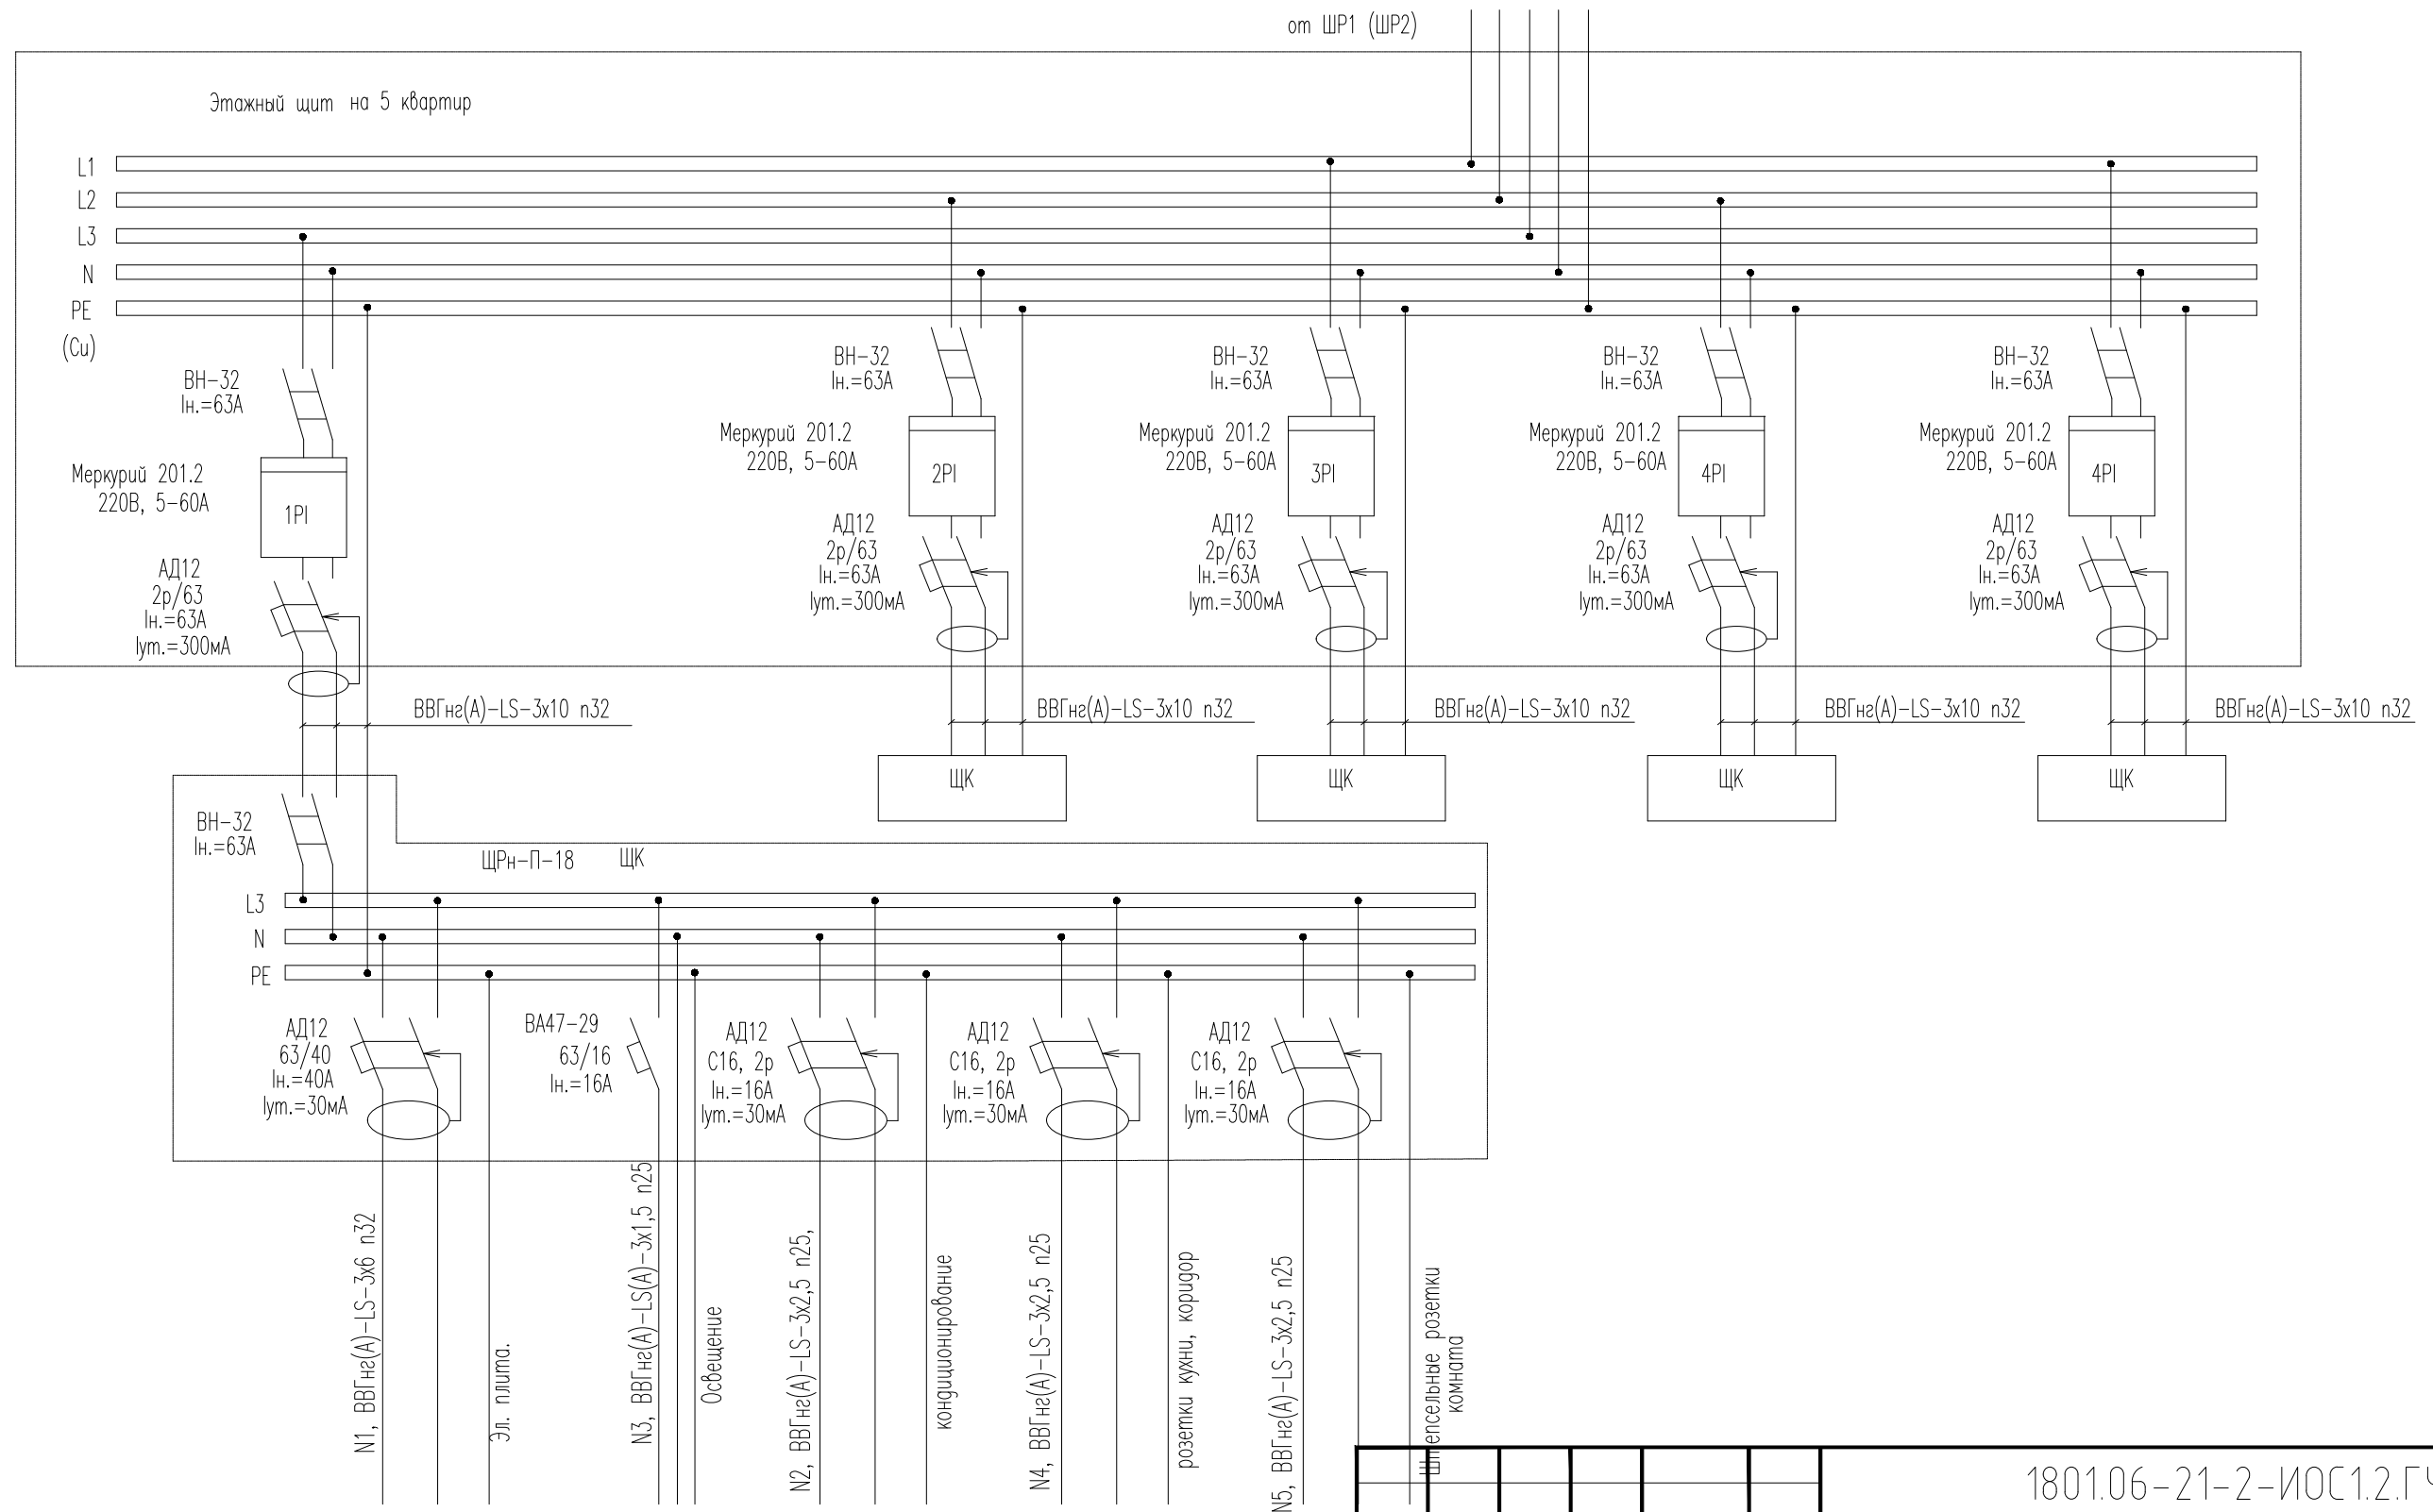 от ШР1 (ШР2)
Этажный щит на 5 квартир
L1
L2
L3
N
PE
(Cu)
ВН-32
Iн.=63А
Меркурий 201.2
220В, 5-60А
1PI
АД12
2р/63
Iн.=63А
Iут.=300мА
ВВГнг(А)-LS-3х10 п32
ВН-32
Iн.=63А
Меркурий 201.2
220В, 5-60А
2PI
АД12
2р/63
Iн.=63А
Iут.=300мА
ВВГнг(А)-LS-3х10 п32
ЩК
ВН-32
Iн.=63А
Меркурий 201.2
220В, 5-60А
3PI
АД12
2р/63
Iн.=63А
Iут.=300мА
ВВГнг(А)-LS-3х10 п32
ЩК
ВН-32
Iн.=63А
Меркурий 201.2
220В, 5-60А
4PI
АД12
2р/63
Iн.=63А
Iут.=300мА
ВВГнг(А)-LS-3х10 п32
ЩК
ВН-32
Iн.=63А
Меркурий 201.2
220В, 5-60А
4PI
АД12
2р/63
Iн.=63А
Iут.=300мА
ВВГнг(А)-LS-3х10 п32
ЩК
ВН-32
Iн.=63А
ЩРн-П-18 ЩК
L3
N
PE
АД12
63/40
Iн.=40А
Iут.=30мА
ВА47-29
63/16
Iн.=16А
АД12
С16, 2р
Iн.=16А
Iут.=30мА
АД12
С16, 2р
Iн.=16А
Iут.=30мА
АД12
С16, 2р
Iн.=16А
Iут.=30мА
N1, ВВГнг(А)-LS-3х6 п32
Эл. плита.
N3, ВВГнг(А)-LS(А)-3х1,5 п25
Освещение
N2, ВВГнг(А)-LS-3х2,5 п25,
кондиционирование
N4, ВВГнг(А)-LS-3х2,5 п25
розетки кухни, коридор
N5, ВВГнг(А)-LS-3х2,5 п25
Штепсельные розетки
комната
1801.06-21-2-ИОС1.2.ГЧ